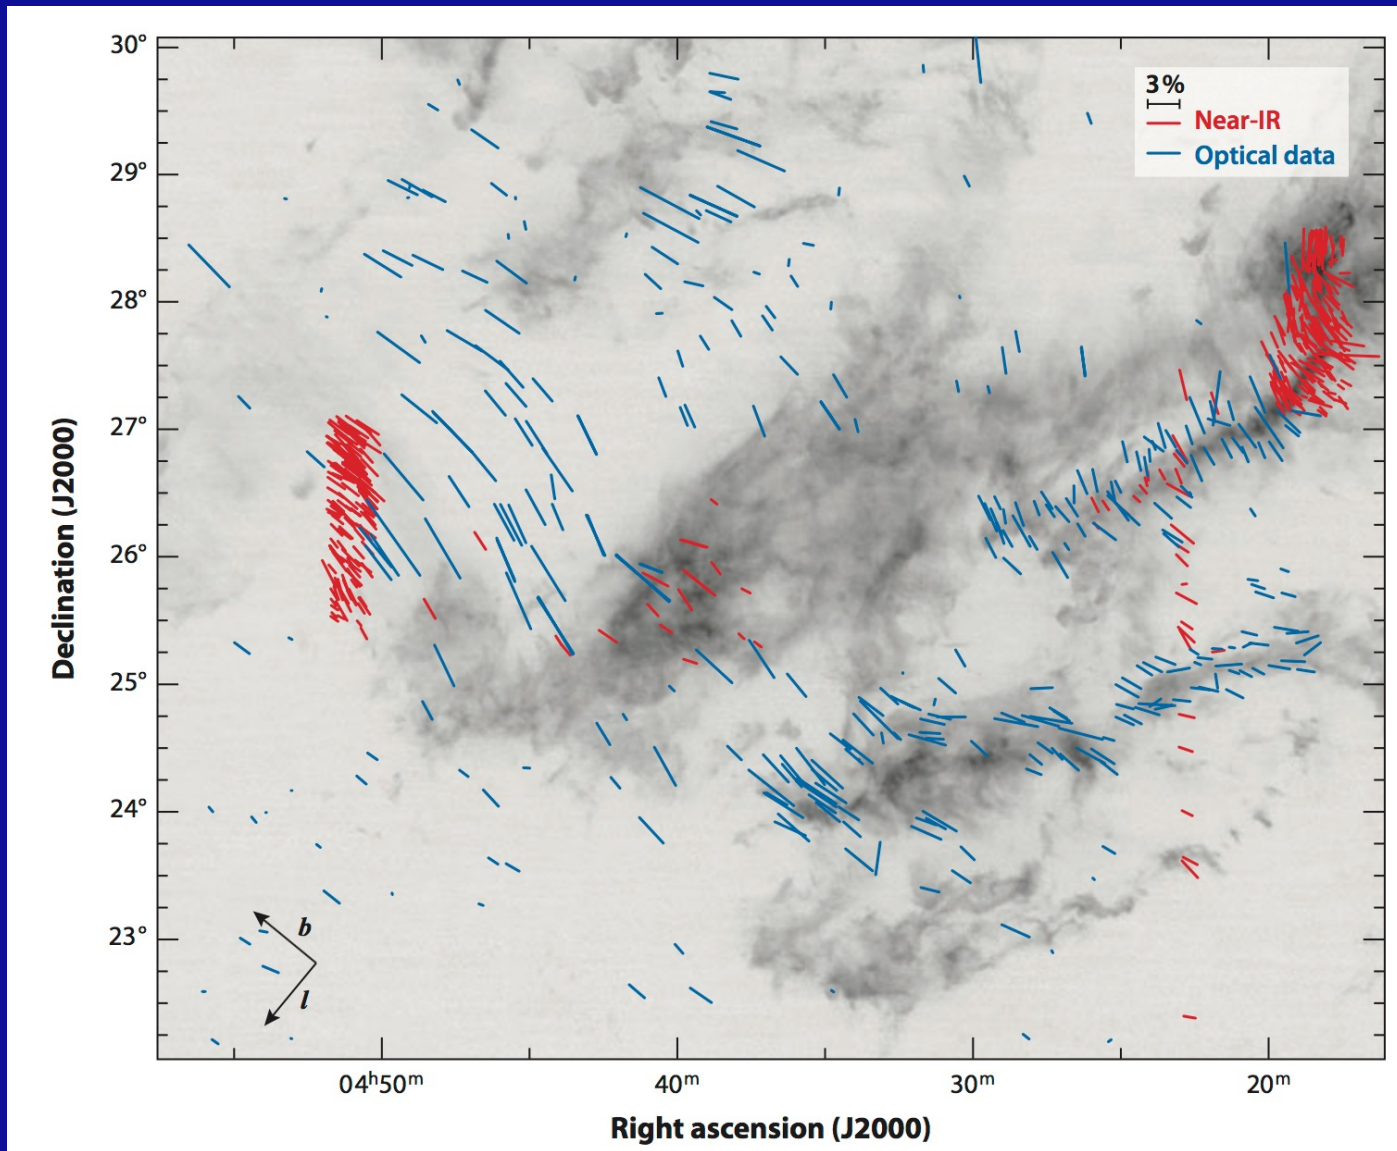 30°
29°
28°
27°
26°
25°
24°
23°
Declination (J2000)
3%
Near-IR
Optical data
b
l
04ʰ50ᵐ
40ᵐ
30ᵐ
20ᵐ
Right ascension (J2000)